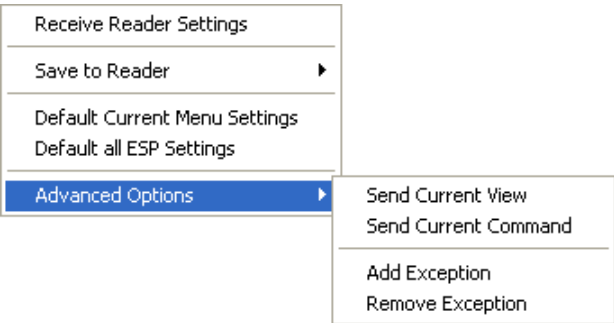 Receive Reader Settings
Save to Reader
Default Current Menu Settings
Default all ESP Settings
Advanced Options
Send Current View
Send Current Command
Add Exception
Remove Exception